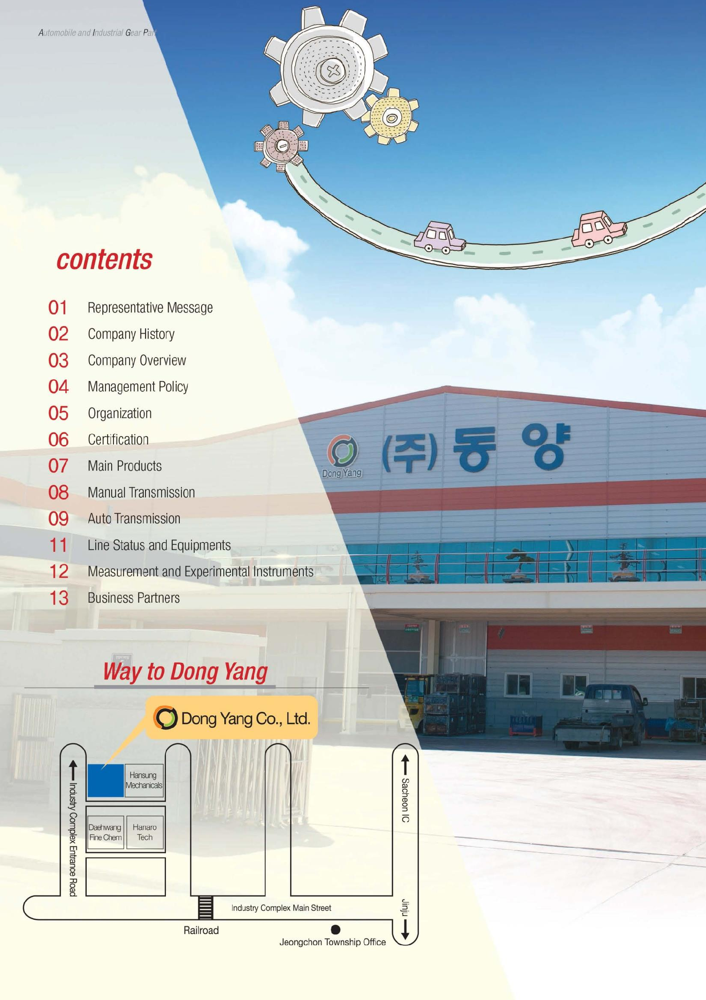 Automobile and Industrial Gear Part
contents
01 Representative Message
02 Company History
03 Company Overview
04 Management Policy
05 Organization
06 Certification
07 Main Products
08 Manual Transmission
09 Auto Transmission
11 Line Status and Equipments
12 Measurement and Experimental Instruments
13 Business Partners
Dong Yang
(주)동양
Way to Dong Yang
Dong Yang Co., Ltd.
Hansung
Mechanicals
Daehwang
Fine Chem
Hanaro
Tech
Industry Complex Entrance Road
Sacheon IC
Jinju
Industry Complex Main Street
Railroad
Jeongchon Township Office